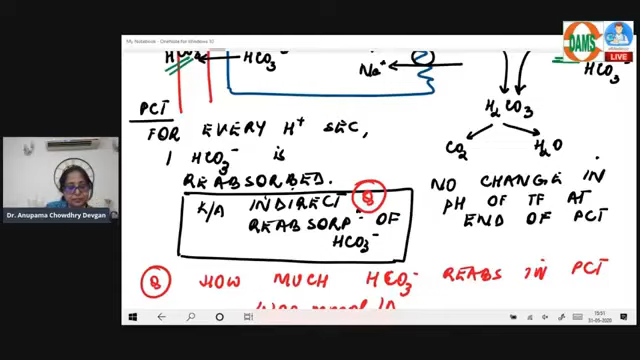 ML Notebook - OneNote for Windows 10
DAMS
LIVE
HCO3⁻
Na⁺
HCO3⁻
H2CO3
CO2 H2O
PCT
FOR EVERY H⁺ SEC,
1 HCO3⁻ is
REABSORBED.
K/A INDIRECT
REABSORPⁿ OF
HCO3⁻
NO CHANGE IN
pH OF TF AT
END OF PCT
Q HOW MUCH HCO3⁻ REABS IN PCT
Dr. Anupama Chowdhry Devgan
15:51
31-05-2020